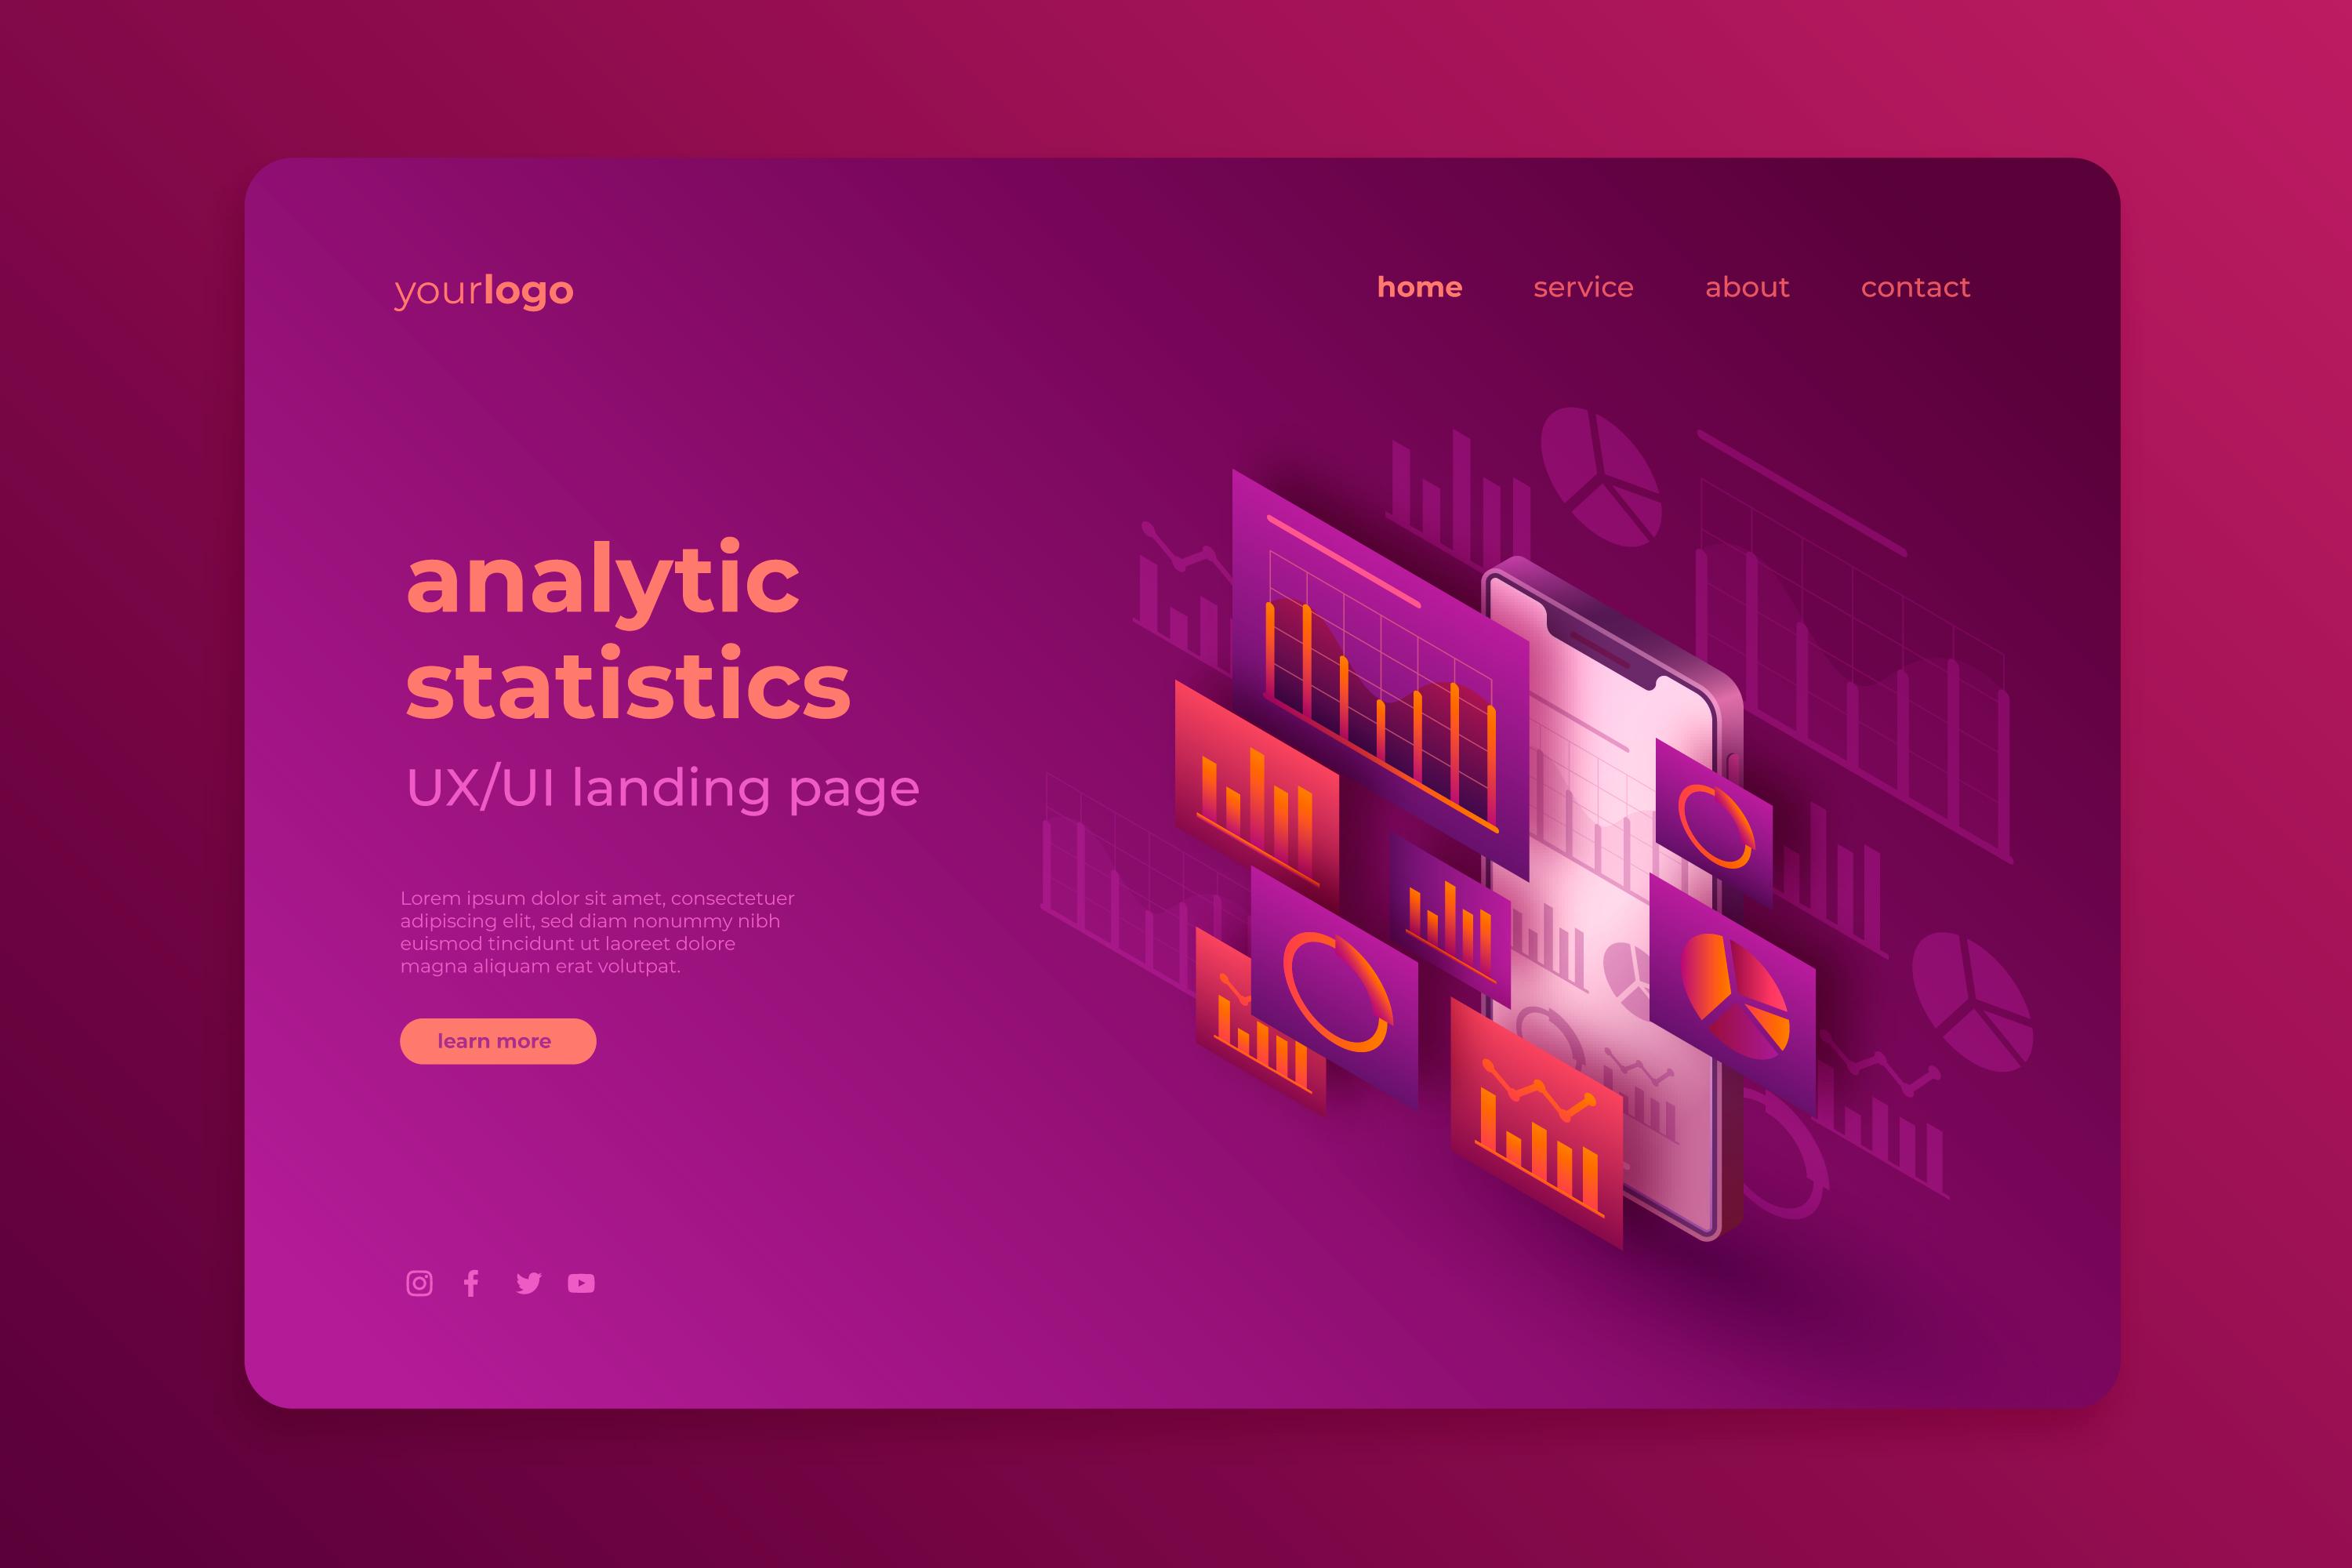 yourlogo
home service about contact
analytic
statistics
UX/UI landing page
Lorem ipsum dolor sit amet, consectetuer
adipiscing elit, sed diam nonummy nibh
euismod tincidunt ut laoreet dolore
magna aliquam erat volutpat.
learn more